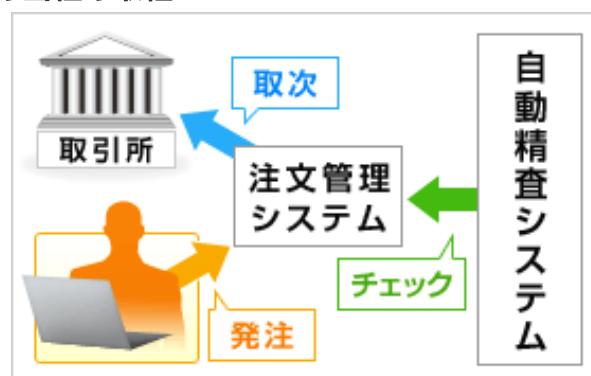 取次
取引所
注文管理
システム
自動精査システム
チェック
発注